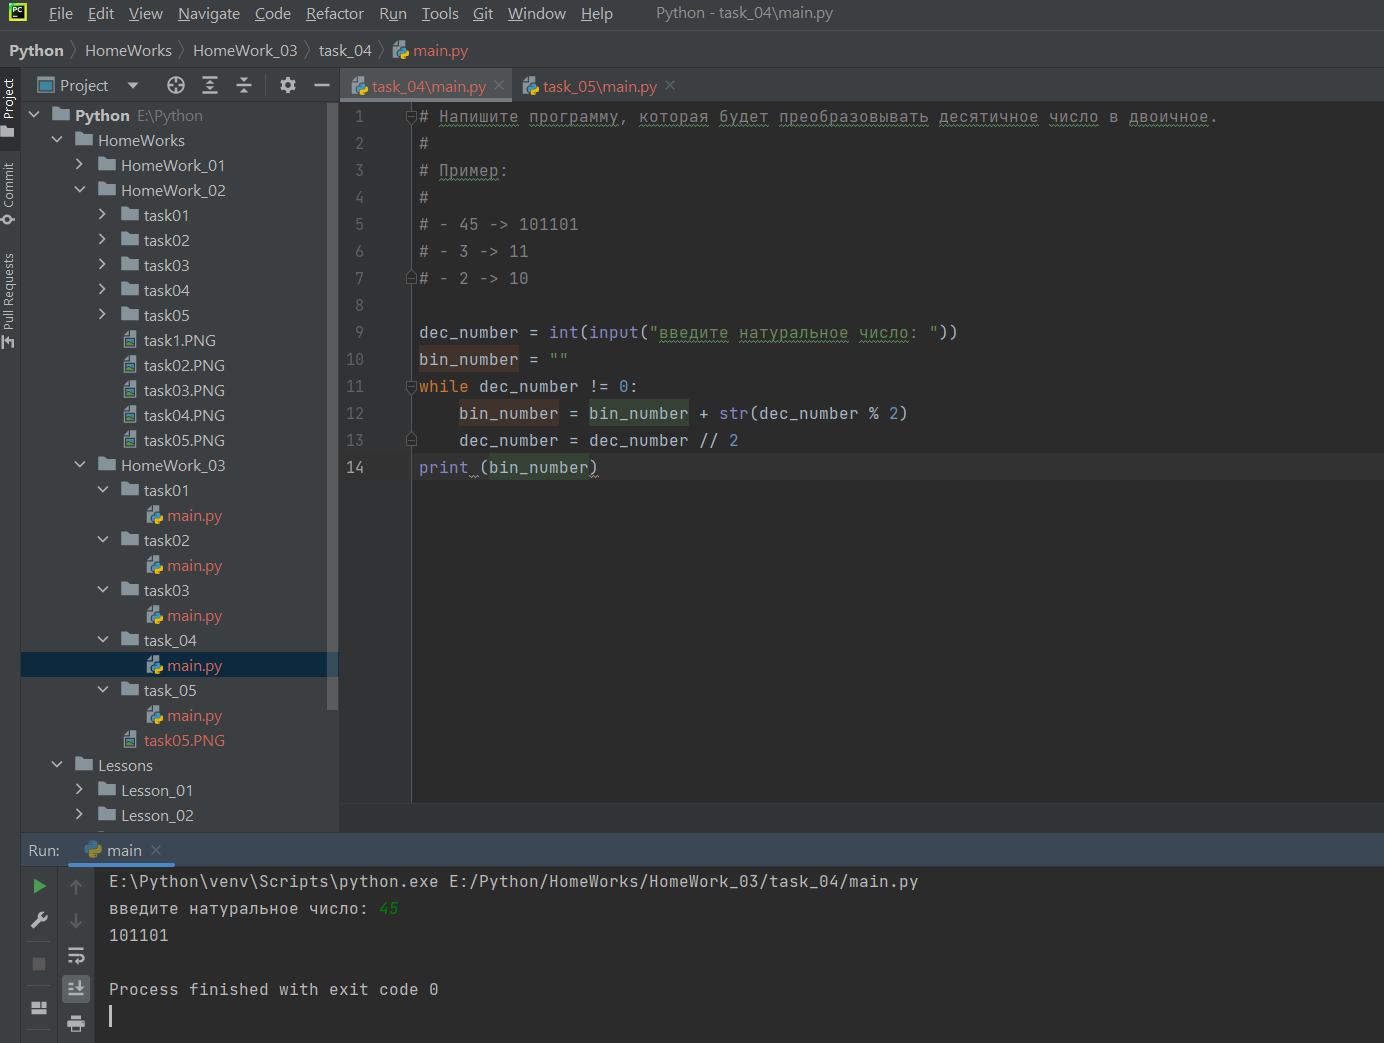 PC File Edit View Navigate Code Refactor Run Tools Git Window Help Python - task_04\main.py
Python HomeWorks HomeWork_03 task_04 main.py
Project
Commit
Pull Requests
Project
task_04\main.py task_05\main.py
Python E:\Python
HomeWorks
HomeWork_01
HomeWork_02
task01
task02
task03
task04
task05
task1.PNG
task02.PNG
task03.PNG
task04.PNG
task05.PNG
HomeWork_03
task01
main.py
task02
main.py
task03
main.py
task_04
main.py
task_05
main.py
task05.PNG
Lessons
Lesson_01
Lesson_02
1 # Напишите программу, которая будет преобразовывать десятичное число в двоичное.
2 #
3 # Пример:
4 #
5 # - 45 -> 101101
6 # - 3 -> 11
7 # - 2 -> 10
8
9 dec_number = int(input("введите натуральное число: "))
10 bin_number = ""
11 while dec_number != 0:
12 bin_number = bin_number + str(dec_number % 2)
13 dec_number = dec_number // 2
14 print (bin_number)
Run: main
E:\Python\venv\Scripts\python.exe E:/Python/HomeWorks/HomeWork_03/task_04/main.py
введите натуральное число: 45
101101
Process finished with exit code 0